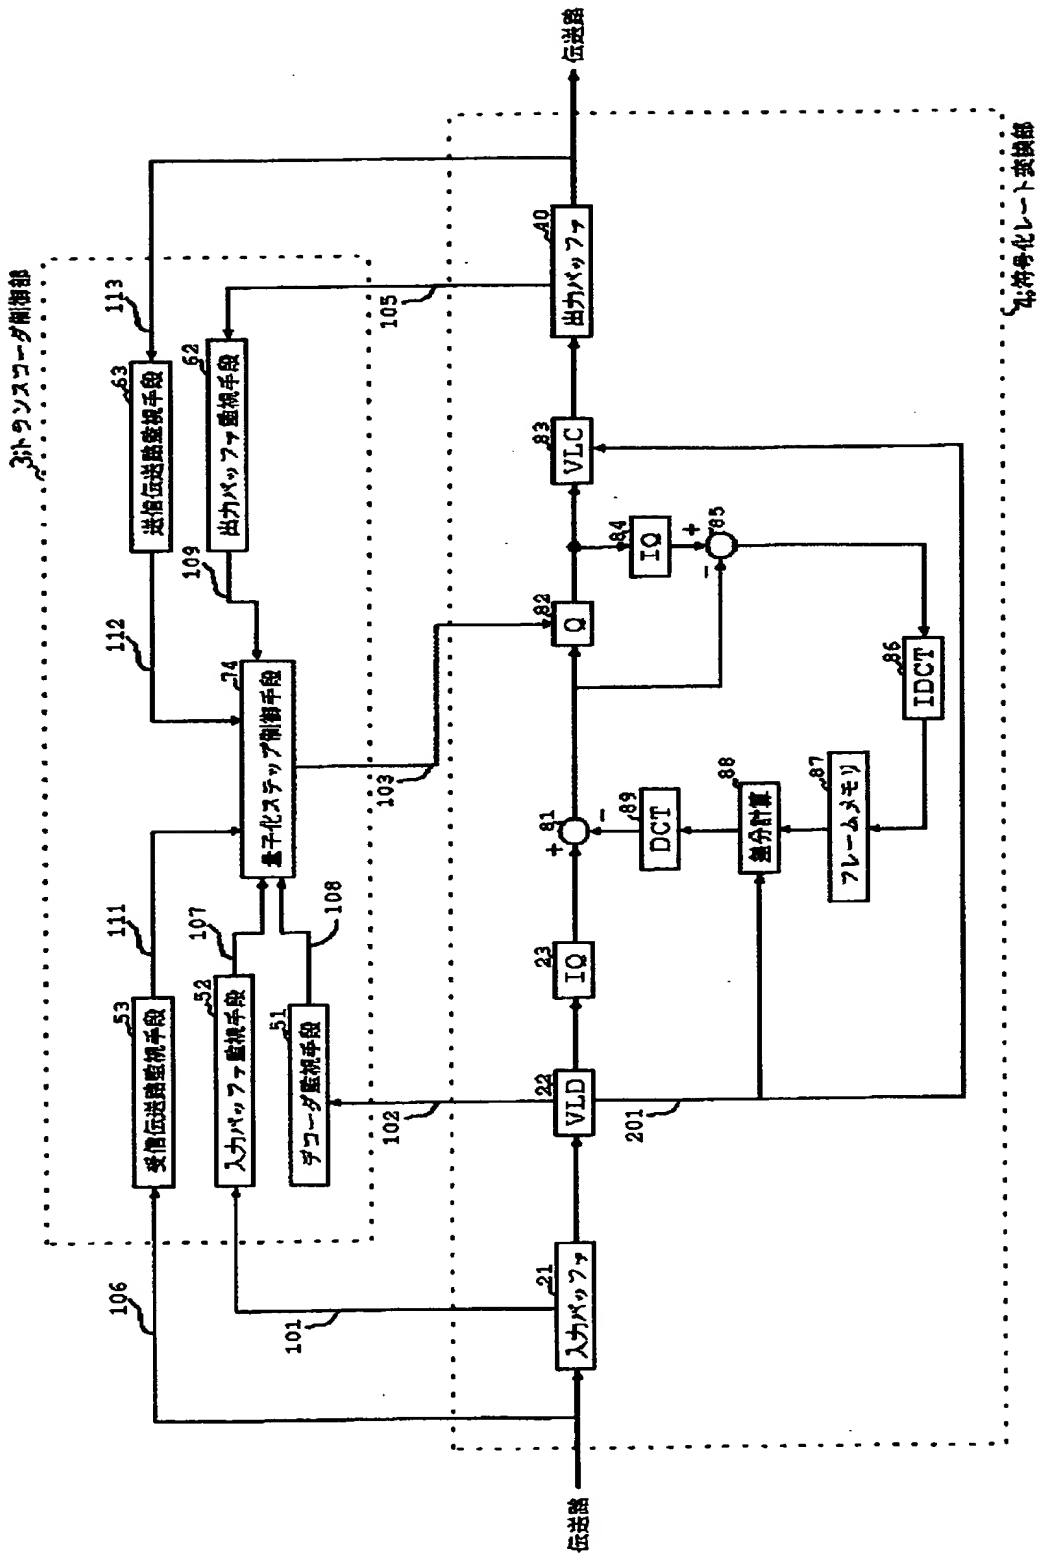 3;トランスコーダ制御部
106
53
受信伝送路監視手段
111
112
63
送信伝送路監視手段
113
101
52
入力バッファ監視手段
107
51
デコーダ監視手段
108
74
量子化ステップ制御手段
109
62
出力バッファ監視手段
102
103
105
伝送路
21
入力バッファ
22
VLD
23
IQ
+
81
-
82
Q
83
VLC
40
出力バッファ
伝送路
201
89
DCT
84
IQ
+
-
85
88
差分計算
87
フレームメモリ
86
IDCT
4;符号化レート変換部